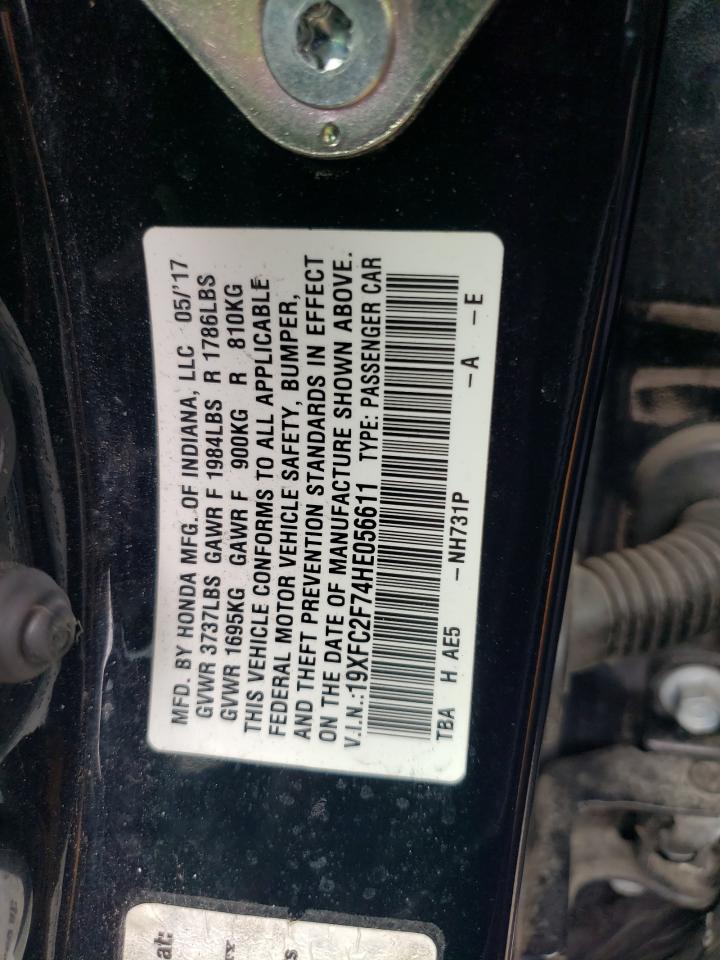 MFD. BY HONDA MFG. OF INDIANA, LLC 05/'17
GVWR 3737LBS GAWR F 1984LBS R 1786LBS
GVWR 1695KG GAWR F 900KG R 810KG
THIS VEHICLE CONFORMS TO ALL APPLICABLE
FEDERAL MOTOR VEHICLE SAFETY, BUMPER,
AND THEFT PREVENTION STANDARDS IN EFFECT
ON THE DATE OF MANUFACTURE SHOWN ABOVE.
V.I.N.:19XFC2F74HE056611 TYPE: PASSENGER CAR
TBA H AE5 -NH731P -A -E
at: